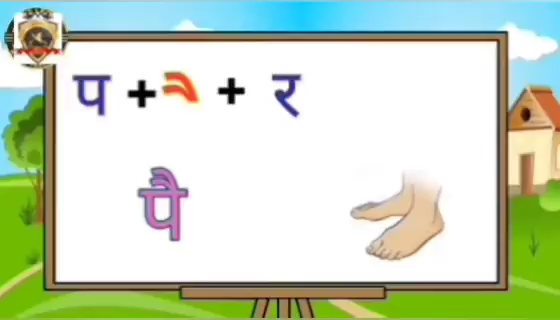 प + ै + र
पै